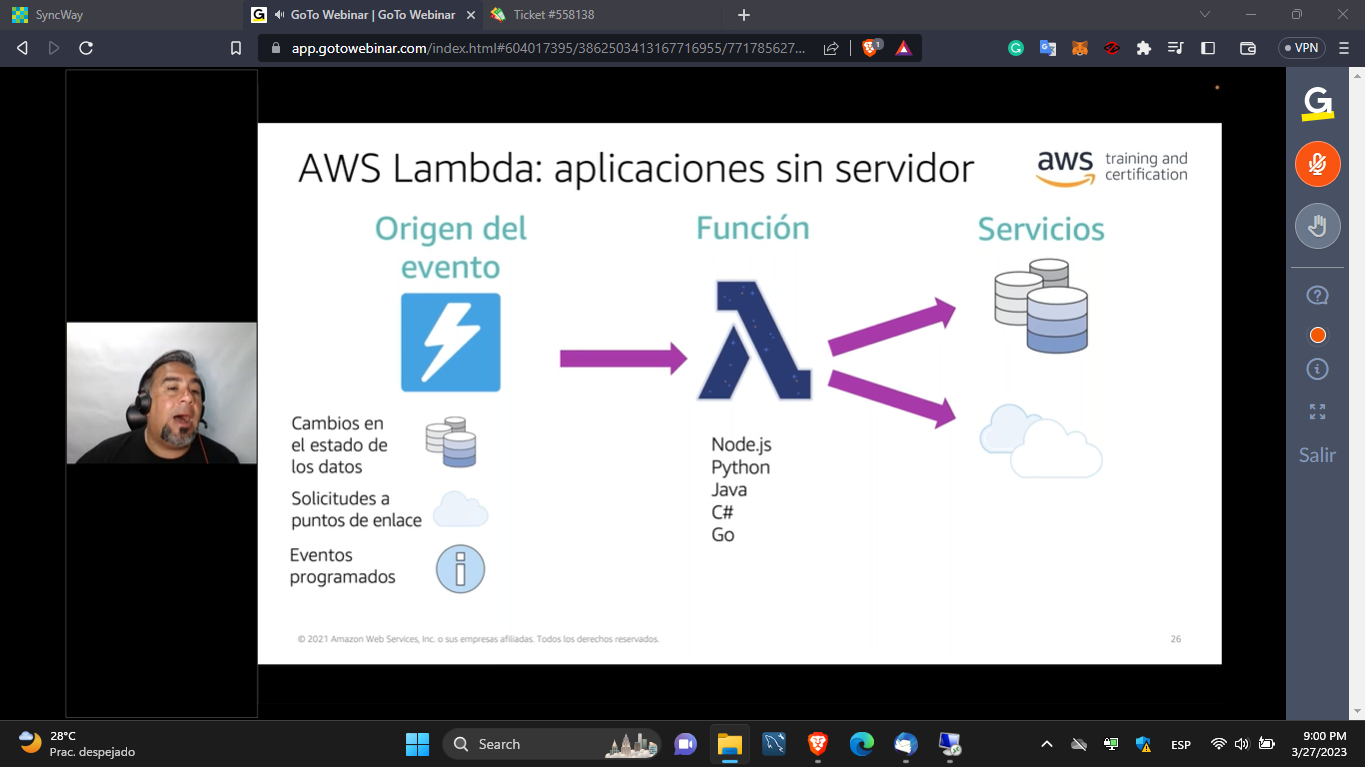 SyncWay
GoTo Webinar | GoTo Webinar
Ticket #558138
app.gotowebinar.com/index.html#604017395/3862503413167716955/771785627...
1
VPN
AWS Lambda: aplicaciones sin servidor
aws training and
certification
Origen del
evento
Función
Servicios
Cambios en
el estado de
los datos
Solicitudes a
puntos de enlace
Eventos
programados
Node.js
Python
Java
C#
Go
© 2021 Amazon Web Services, Inc. o sus empresas afiliadas. Todos los derechos reservados.
26
G
Salir
28°C
Prac. despejado
Search
ESP
9:00 PM
3/27/2023